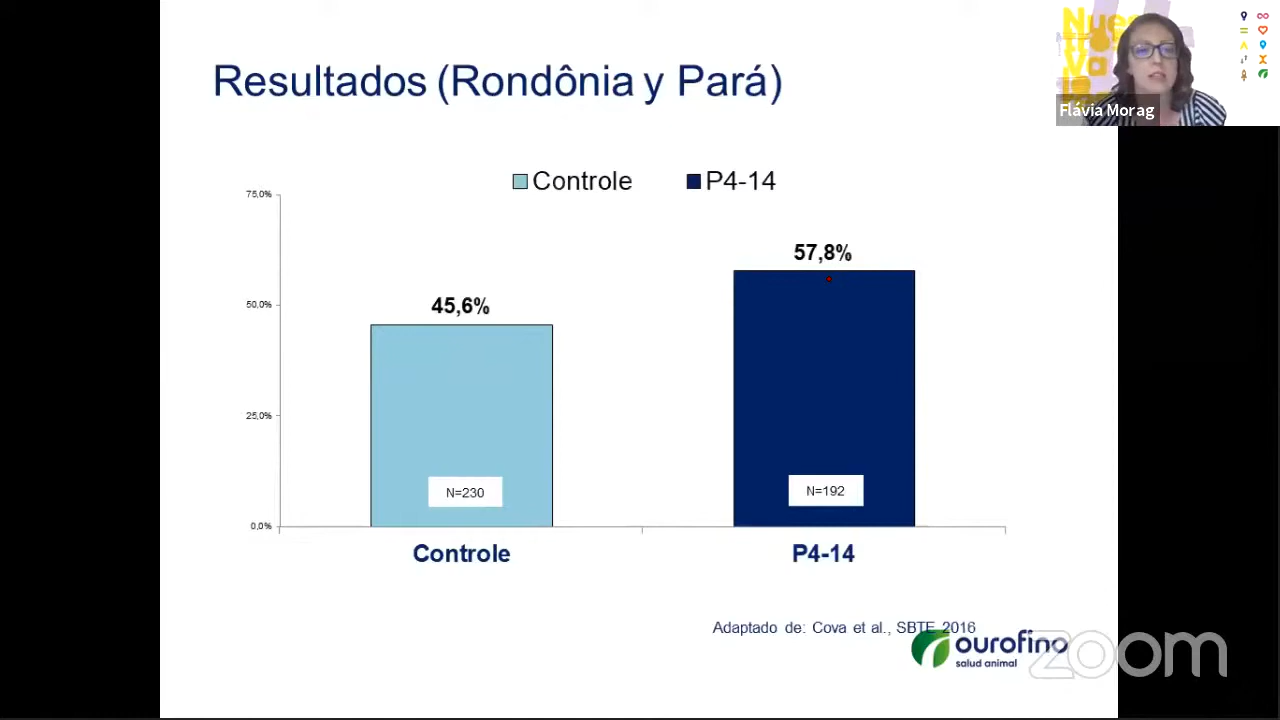 Resultados (Rondônia y Pará)
Flávia Morag
Controle P4-14
75,0%
50,0%
25,0%
0,0%
45,6%
57,8%
N=230
N=192
Controle
P4-14
Adaptado de: Cova et al., SBTE 2016
ourofino
salud animal
zoom